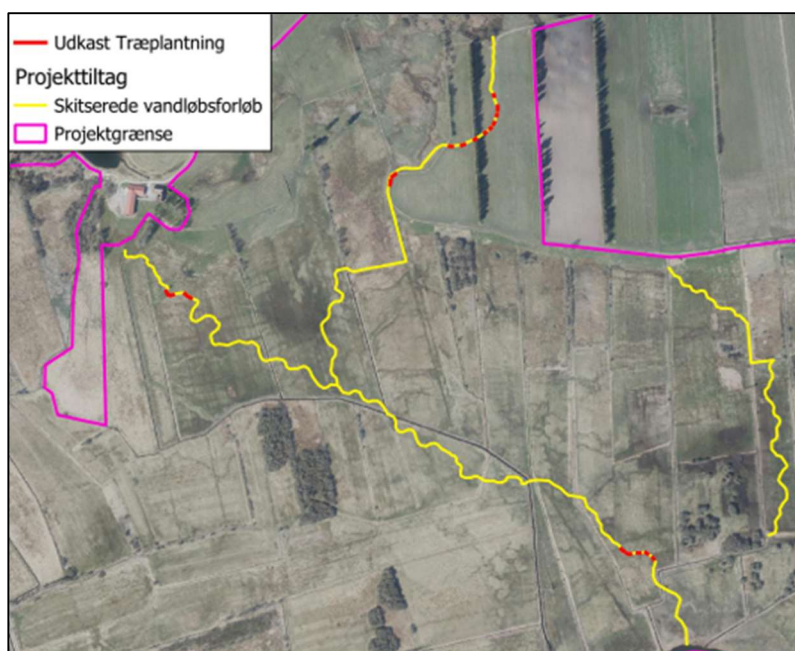 Udkast Træplantning
Projekttiltag
Skitserede vandløbsforløb
Projektgrænse